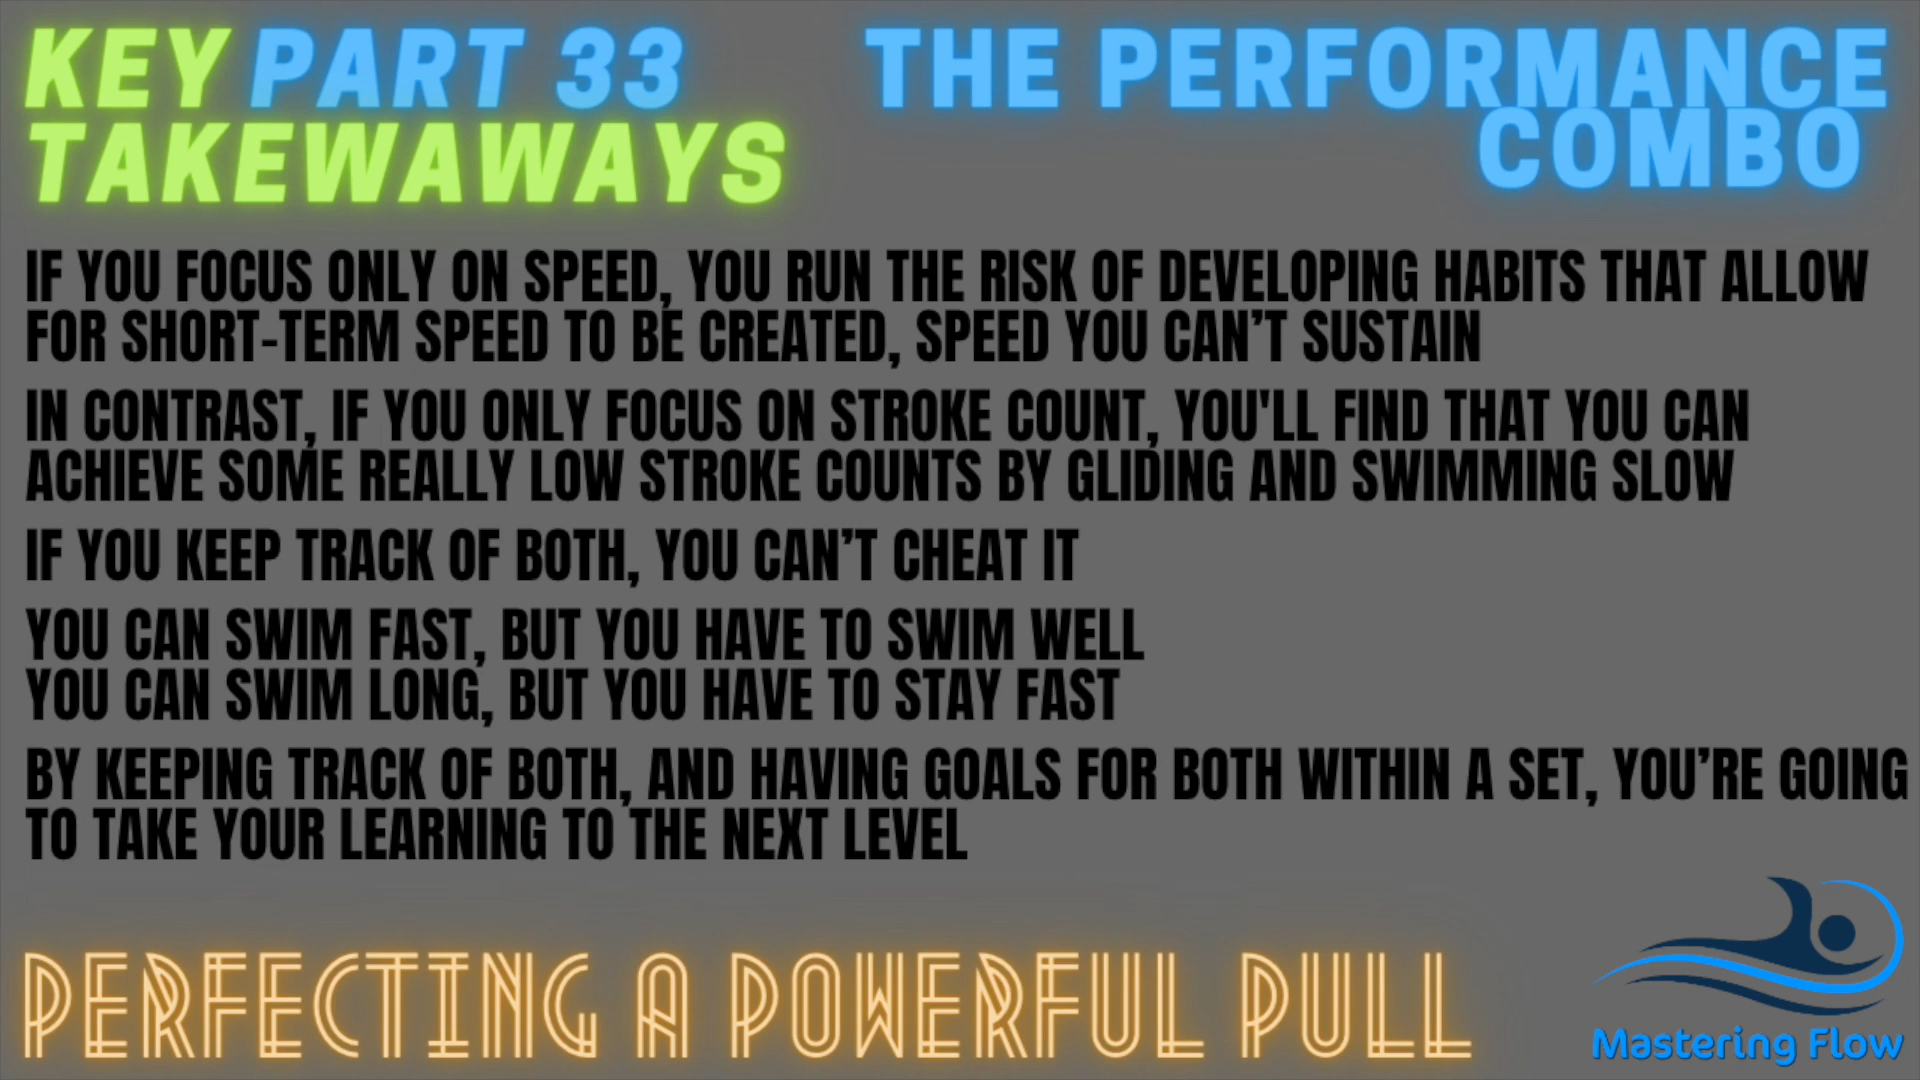 KEY PART 33
TAKEWAWAYS
THE PERFORMANCE
COMBO
IF YOU FOCUS ONLY ON SPEED, YOU RUN THE RISK OF DEVELOPING HABITS THAT ALLOW
FOR SHORT-TERM SPEED TO BE CREATED, SPEED YOU CAN’T SUSTAIN
IN CONTRAST, IF YOU ONLY FOCUS ON STROKE COUNT, YOU'LL FIND THAT YOU CAN
ACHIEVE SOME REALLY LOW STROKE COUNTS BY GLIDING AND SWIMMING SLOW
IF YOU KEEP TRACK OF BOTH, YOU CAN’T CHEAT IT
YOU CAN SWIM FAST, BUT YOU HAVE TO SWIM WELL
YOU CAN SWIM LONG, BUT YOU HAVE TO STAY FAST
BY KEEPING TRACK OF BOTH, AND HAVING GOALS FOR BOTH WITHIN A SET, YOU’RE GOING
TO TAKE YOUR LEARNING TO THE NEXT LEVEL
PERFECTING A POWERFUL PULL
Mastering Flow